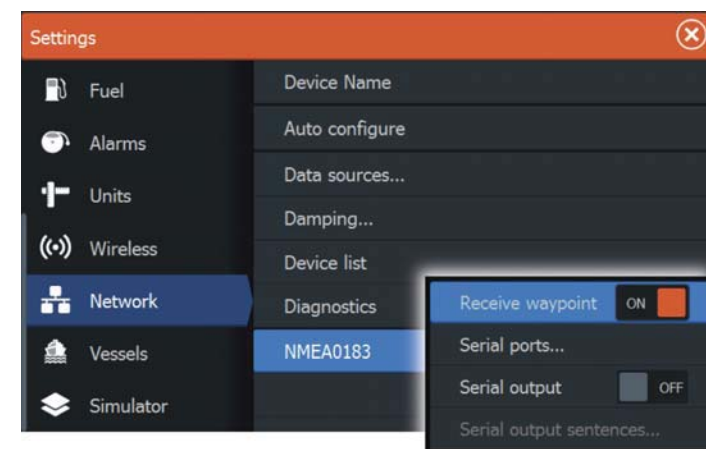 Settings
Fuel
Alarms
Units
Wireless
Network
Vessels
Simulator
Device Name
Auto configure
Data sources...
Damping...
Device list
Diagnostics
NMEA0183
Receive waypoint ON
Serial ports...
Serial output OFF
Serial output sentences...